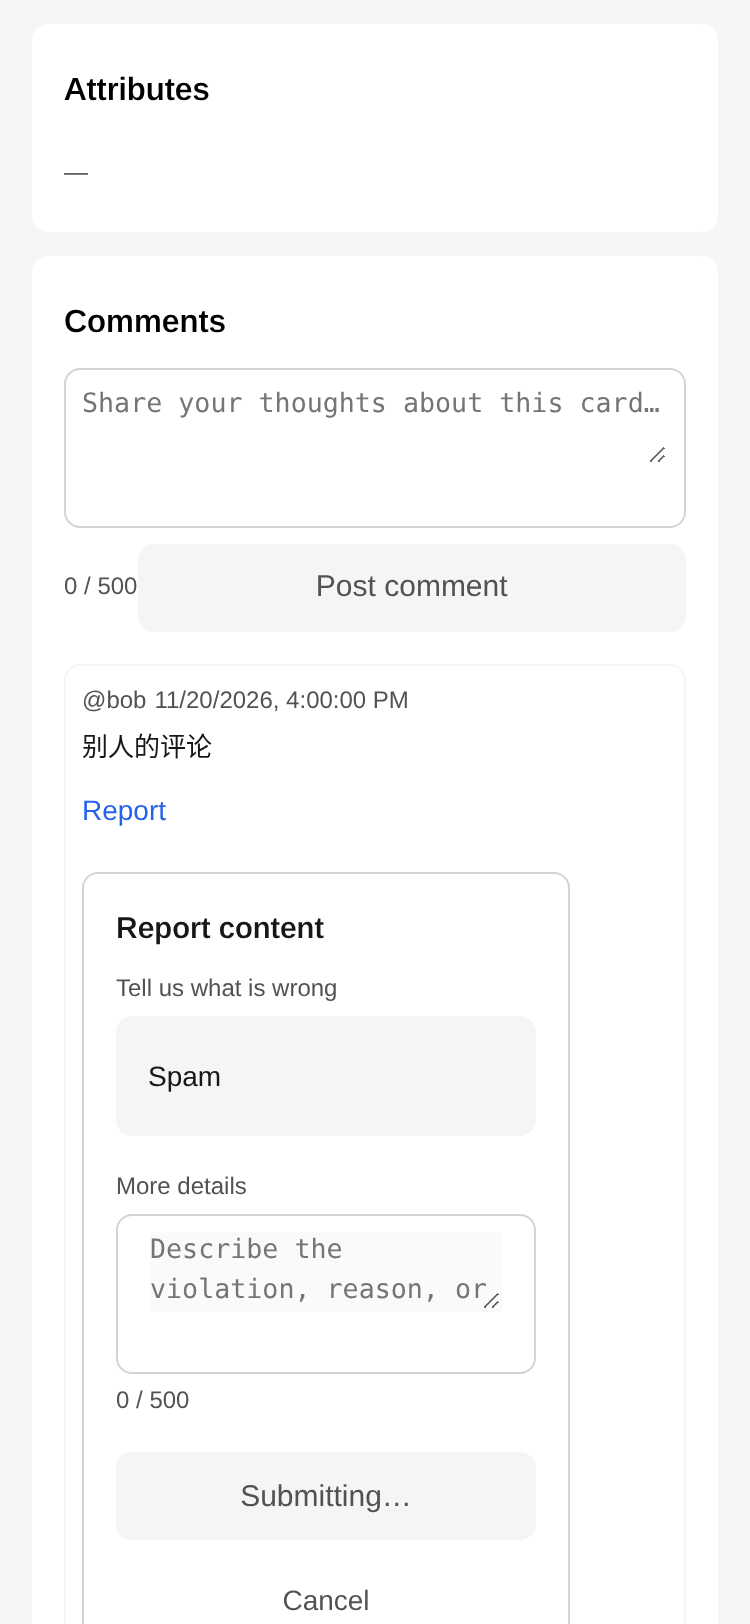 Attributes
—
Comments
Share your thoughts about this card…
0 / 500
Post comment
@bob 11/20/2026, 4:00:00 PM
别人的评论
Report
Report content
Tell us what is wrong
Spam
More details
Describe the
violation, reason, or
0 / 500
Submitting…
Cancel